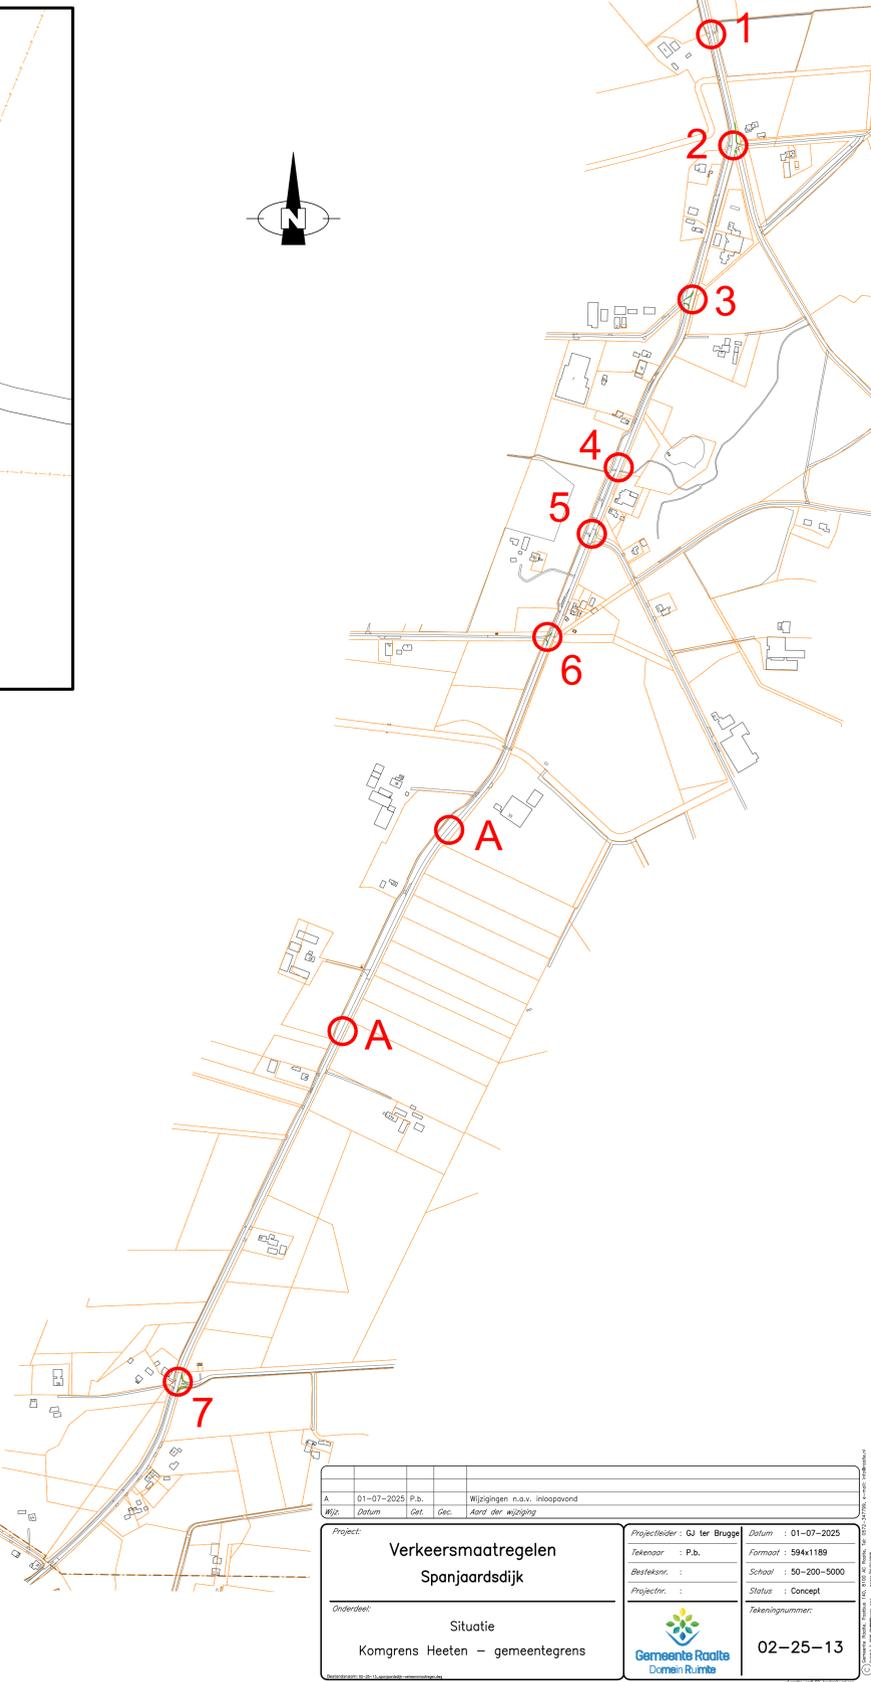 1
2
N
3
4
5
6
A
A
7
A 01-07-2025 P.b. Wijzigingen n.a.v. inloopavond
Wijz. Datum Get. Gec. Aard der wijziging
Project:
Verkeersmaatregelen
Spanjaardsdijk
Onderdeel:
Situatie
Komgrens Heeten – gemeentegrens
Projectleider : GJ ter Brugge
Tekenaar : P.b.
Besteksnr. :
Projectnr. :
Datum : 01-07-2025
Formaat : 594x1189
Schaal : 50-200-5000
Status : Concept
Tekeningnummer:
02-25-13
Gemeente Raalte
Domein Ruimte